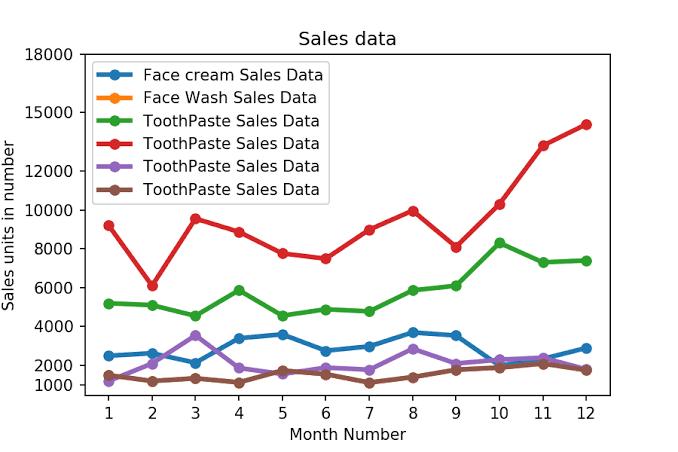 Sales data
18000
15000
12000
10000
8000
6000
4000
2000
1000
Sales units in number
Face cream Sales Data
Face Wash Sales Data
ToothPaste Sales Data
ToothPaste Sales Data
ToothPaste Sales Data
ToothPaste Sales Data
1 2 3 4 5 6 7 8 9 10 11 12
Month Number